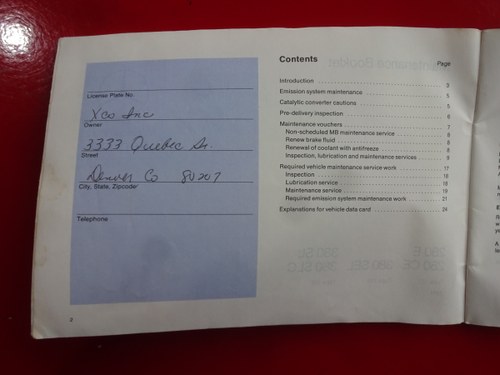 License Plate No.
Xco Inc
Owner
3333 Quebec St.
Street
Denver Co 80207
City, State, Zipcode
Telephone
2
Contents
Page
Introduction 3
Emission system maintenance 5
Catalytic converter cautions 5
Pre-delivery inspection 6
Maintenance vouchers 7
Non-scheduled MB maintenance service 8
Renew brake fluid 8
Renewal of coolant with antifreeze 8
Inspection, lubrication and maintenance services 9
Required vehicle maintenance service work 17
Inspection 18
Lubrication service 18
Maintenance service 19
Required emission system maintenance work 21
Explanations for vehicle data card 24